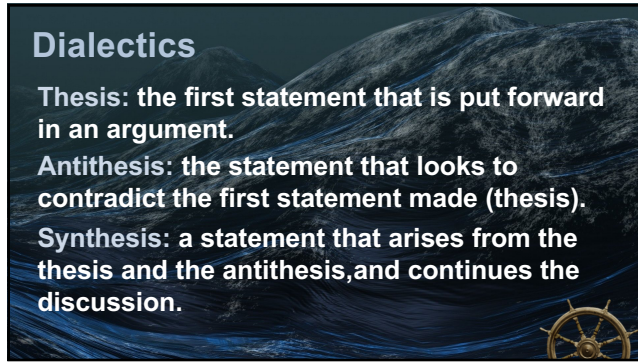 Dialectics
Thesis: the first statement that is put forward
in an argument.
Antithesis: the statement that looks to
contradict the first statement made (thesis).
Synthesis: a statement that arises from the
thesis and the antithesis,and continues the
discussion.